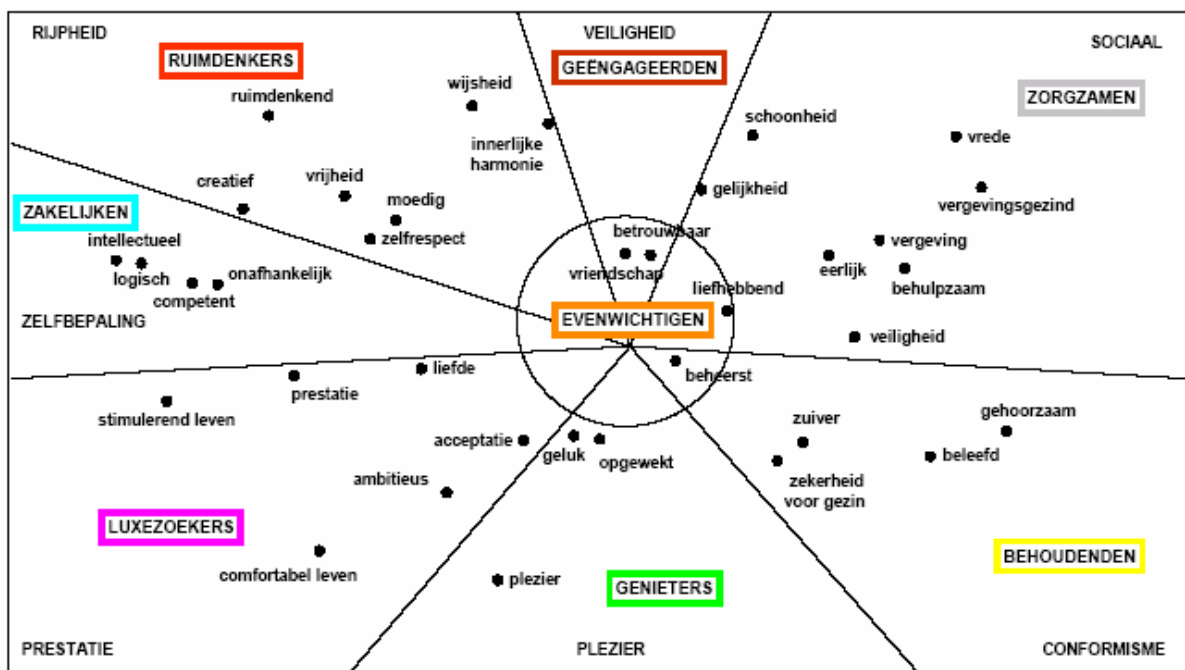 RIJPHEID
VEILIGHEID
SOCIAAL
RUIMDENKERS
GEËNGAGEERDEN
ZORGZAMEN
ruimdenkend
wijsheid
innerlijke
harmonie
schoonheid
vrede
creatief
vrijheid
moedig
zelfrespect
gelijkheid
vergevingsgezind
ZAKELIJKEN
intellectueel
logisch
competent
onafhankelijk
betrouwbaar
vriendschap
liefhebbend
eerlijk
vergeving
behulpzaam
veiligheid
ZELFBEPALING
EVENWICHTIGEN
beheerst
stimulerend leven
prestatie
liefde
acceptatie
geluk
opgewekt
ambitieus
zuiver
zekerheid
voor gezin
gehoorzaam
beleefd
LUXEZOEKERS
comfortabel leven
plezier
GENIETERS
BEHOUDENDEN
PRESTATIE
PLEZIER
CONFORMISME